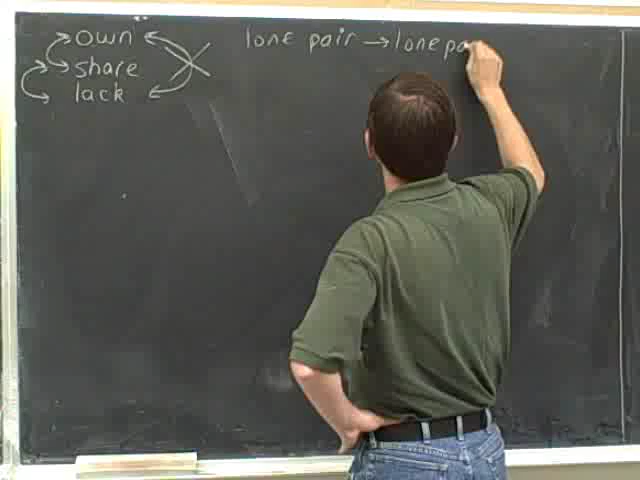 own ··
share
lack
lone pair → lone pa